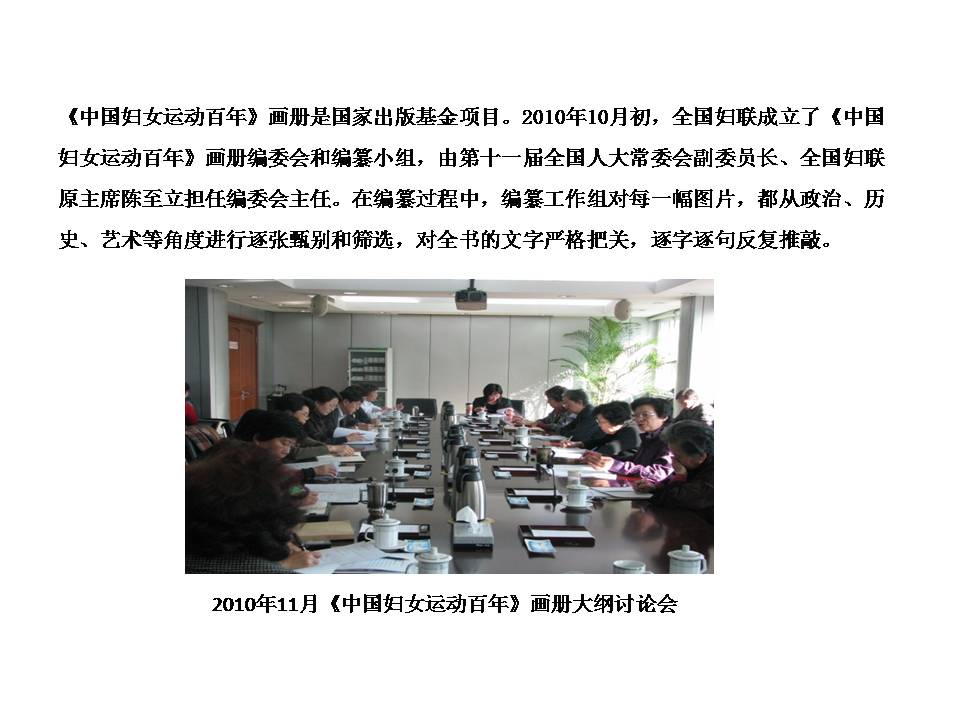 《中国妇女运动百年》画册是国家出版基金项目。2010年10月初，全国妇联成立了《中国
妇女运动百年》画册编委会和编纂小组，由第十一届全国人大常委会副委员长、全国妇联
原主席陈至立担任编委会主任。在编纂过程中，编纂工作组对每一幅图片，都从政治、历
史、艺术等角度进行逐张甄别和筛选，对全书的文字严格把关，逐字逐句反复推敲。
2010年11月《中国妇女运动百年》画册大纲讨论会